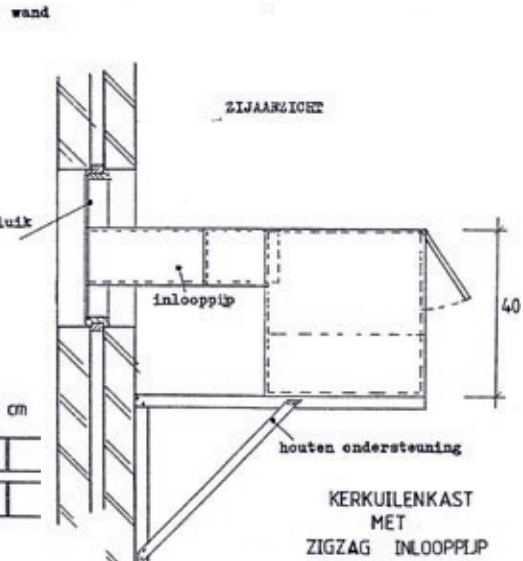 wand
ZIJAANZICHT
luik
inlooppijp
40
cm
houten ondersteuning
KERKUILENKAST
MET
ZIGZAG INLOOPPIJP